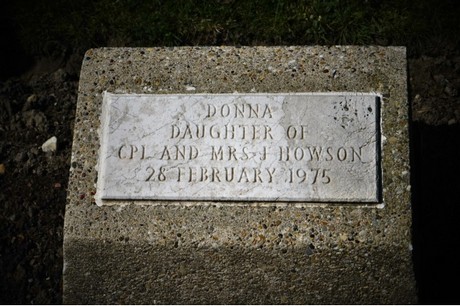 DONNA
DAUGHTER OF
CPL AND MRS J HOWSON
28 FEBRUARY 1975